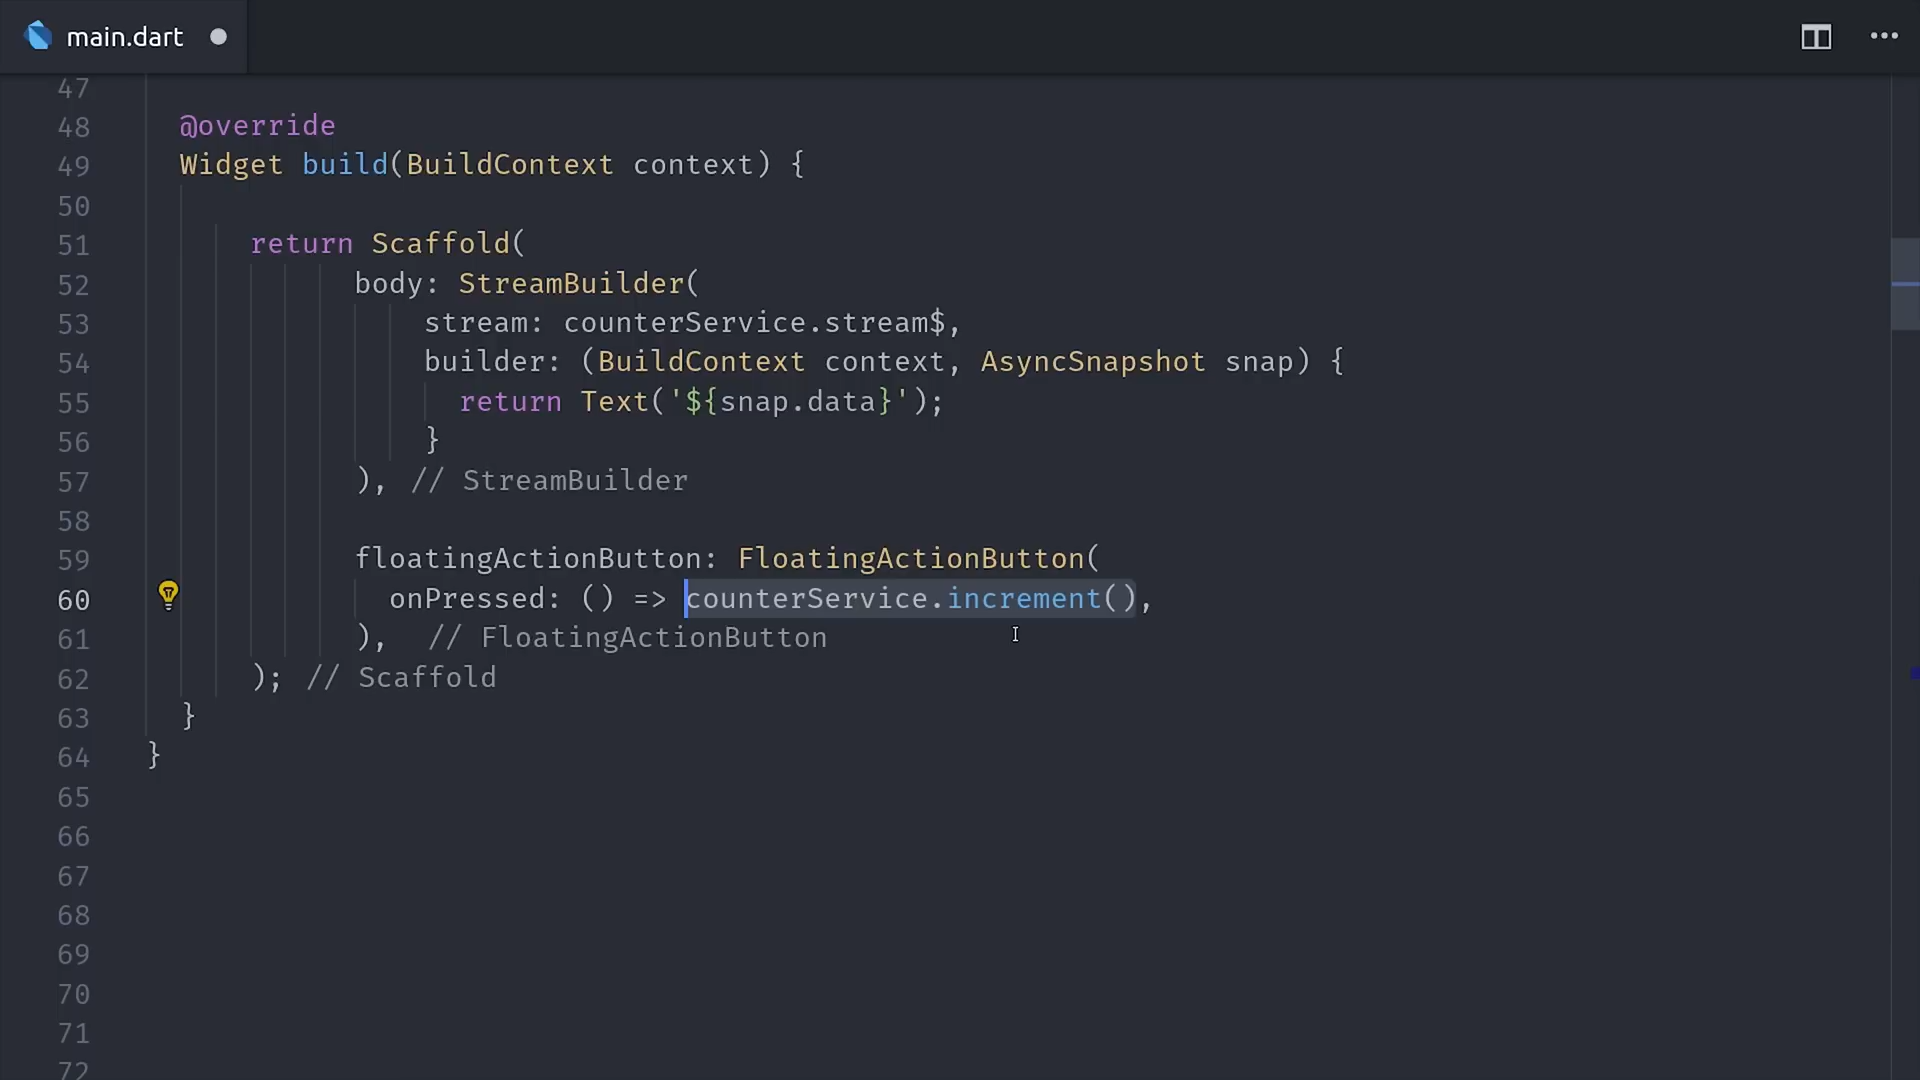 main.dart
47
48 @override
49 Widget build(BuildContext context) {
50
51 return Scaffold(
52 body: StreamBuilder(
53 stream: counterService.stream$,
54 builder: (BuildContext context, AsyncSnapshot snap) {
55 return Text('${snap.data}');
56 }
57 ), // StreamBuilder
58
59 floatingActionButton: FloatingActionButton(
60 onPressed: () => counterService.increment(),
61 ), // FloatingActionButton
62 ); // Scaffold
63 }
64 }
65
66
67
68
69
70
71
72